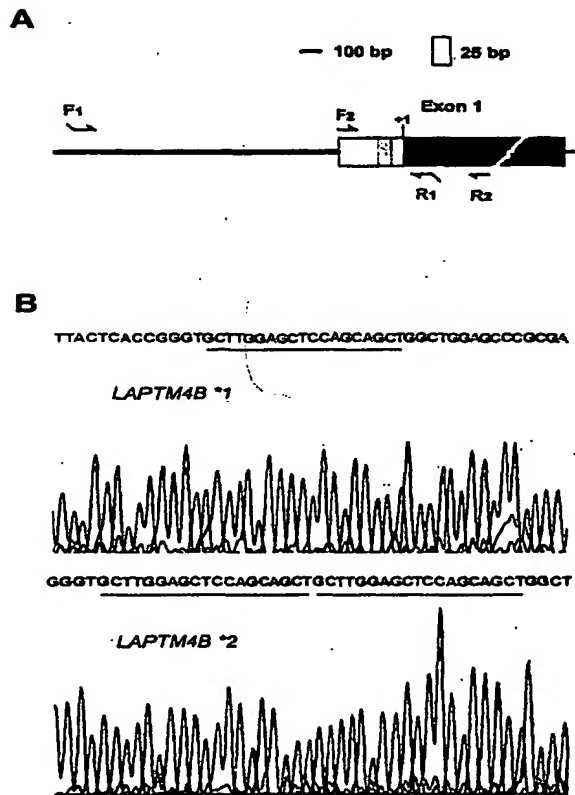 A
100 bp 25 bp
F1 F2 +1 Exon 1
R1 R2
B
TTACTCACCGGGTGCTTGGAGCTCCAGCAGCTGGCTGGAGCCCGCGA
LAPTM4B *1
GGGTGCTTGGAGCTCCAGCAGCTGCTTGGAGCTCCAGCAGCTGGCT
LAPTM4B *2